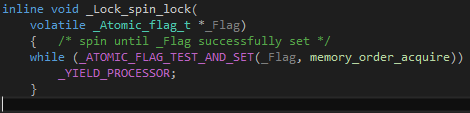 inline void _Lock_spin_lock(
volatile _Atomic_flag_t *_Flag)
{ /* spin until _Flag successfully set */
while (_ATOMIC_FLAG_TEST_AND_SET(_Flag, memory_order_acquire))
_YIELD_PROCESSOR;
}